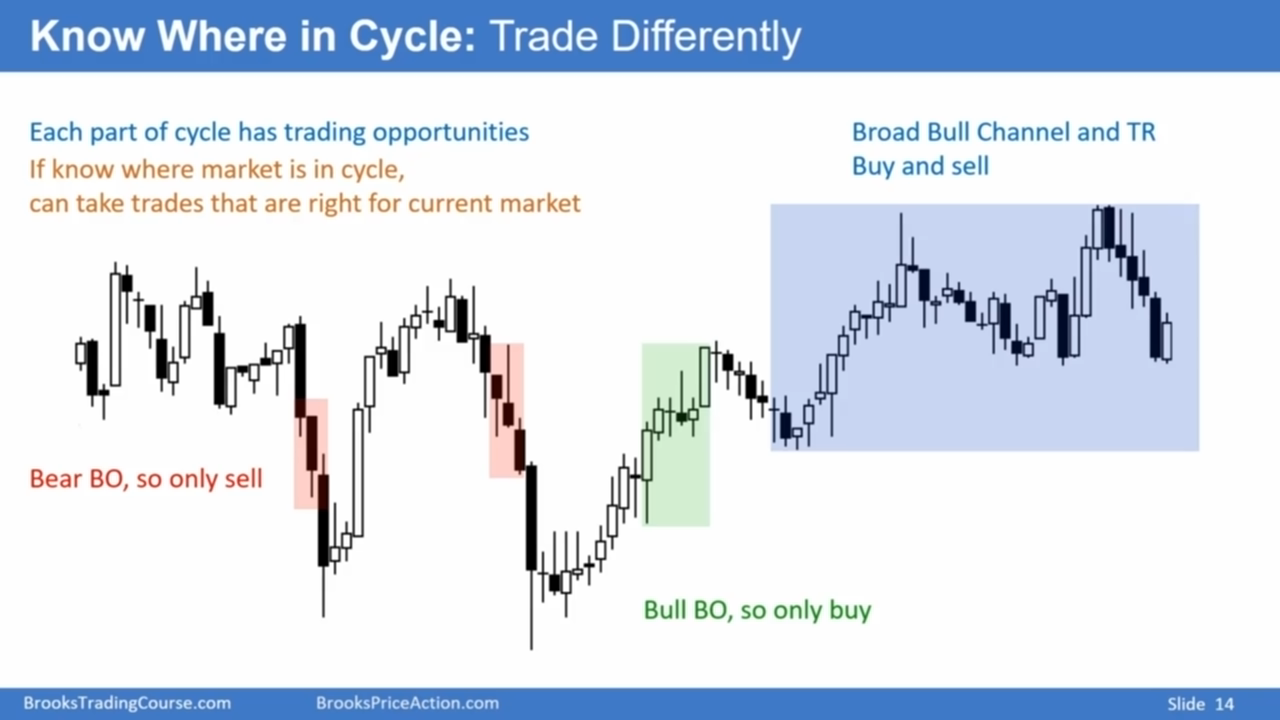 Know Where in Cycle: Trade Differently
Each part of cycle has trading opportunities
If know where market is in cycle,
can take trades that are right for current market
Broad Bull Channel and TR
Buy and sell
Bear BO, so only sell
Bull BO, so only buy
BrooksTradingCourse.com
BrooksPriceAction.com
Slide 14